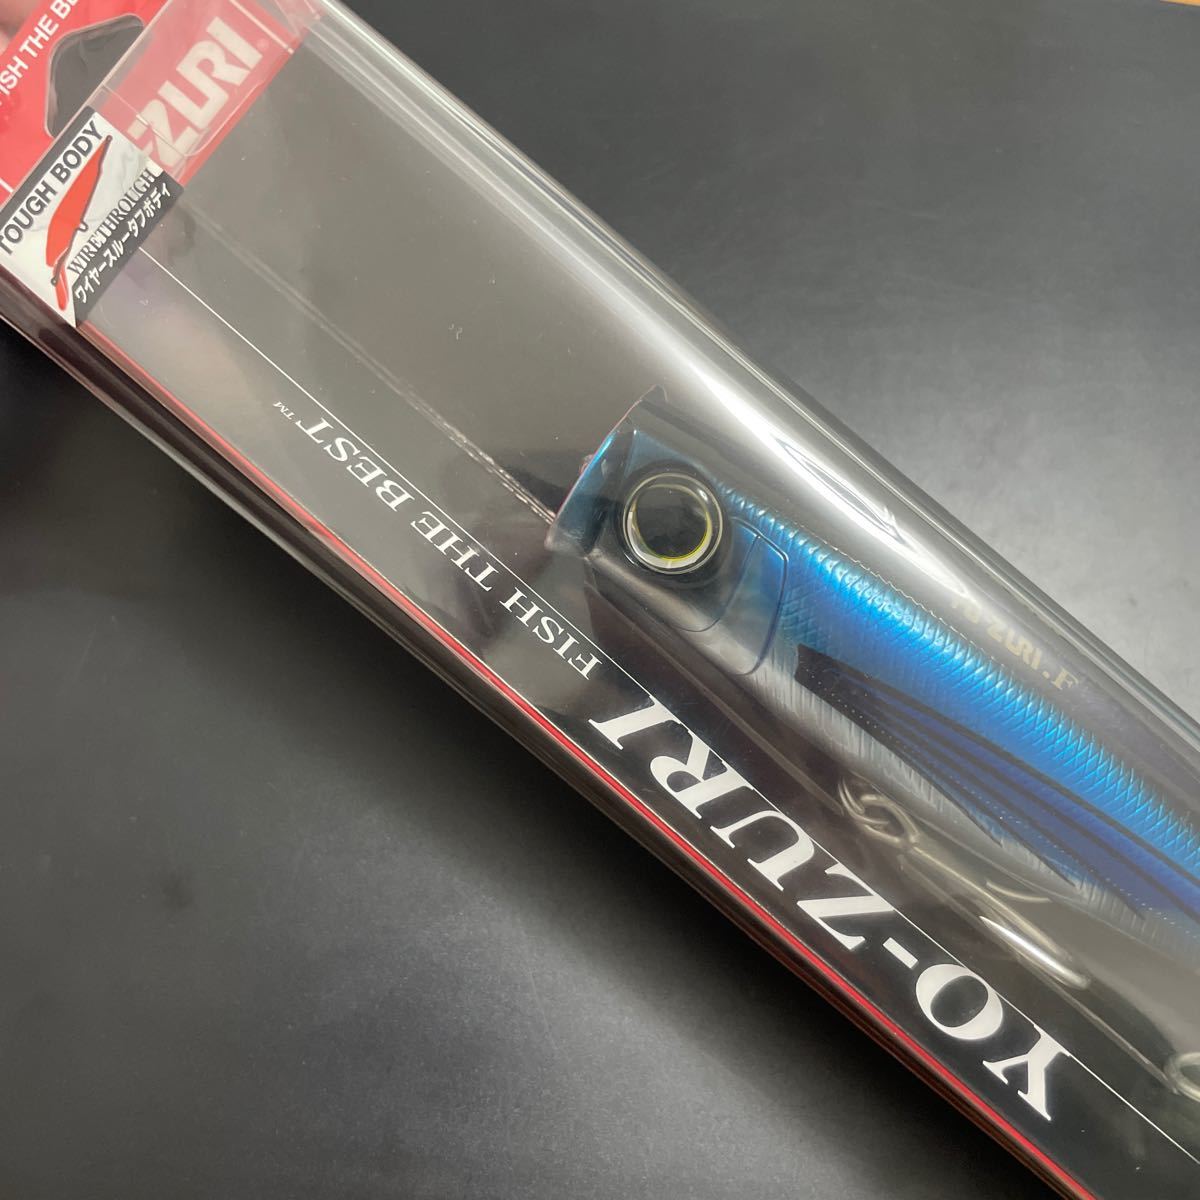 FISH THE BE
-ZURI®
TOUGH BODY
WIRETHROUGH
ワイヤースルータフボディ
FISH THE BEST™
YO-ZURI
YO-ZURI.F